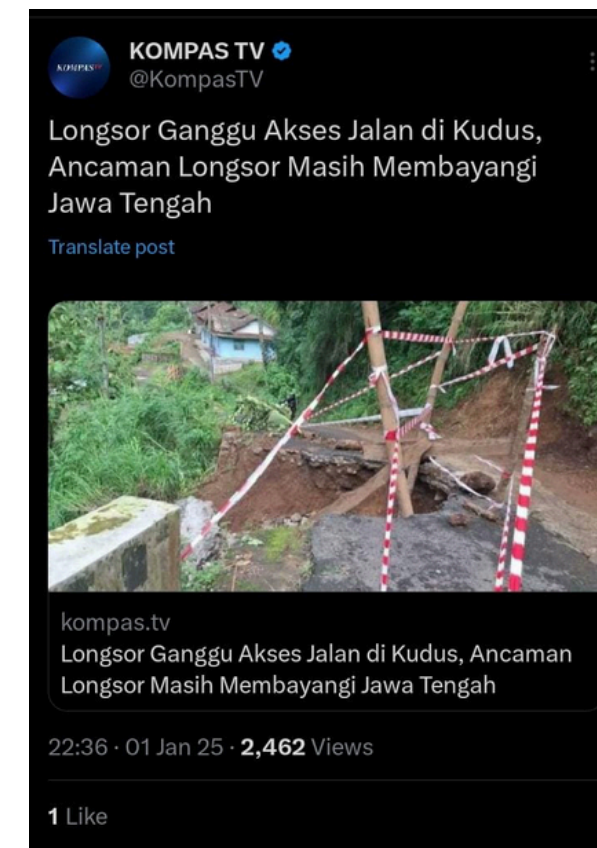 KOMPAS TV
@KompasTV
Longsor Ganggu Akses Jalan di Kudus,
Ancaman Longsor Masih Membayangi
Jawa Tengah
Translate post
kompas.tv
Longsor Ganggu Akses Jalan di Kudus, Ancaman
Longsor Masih Membayangi Jawa Tengah
22:36 · 01 Jan 25 · 2,462 Views
1 Like